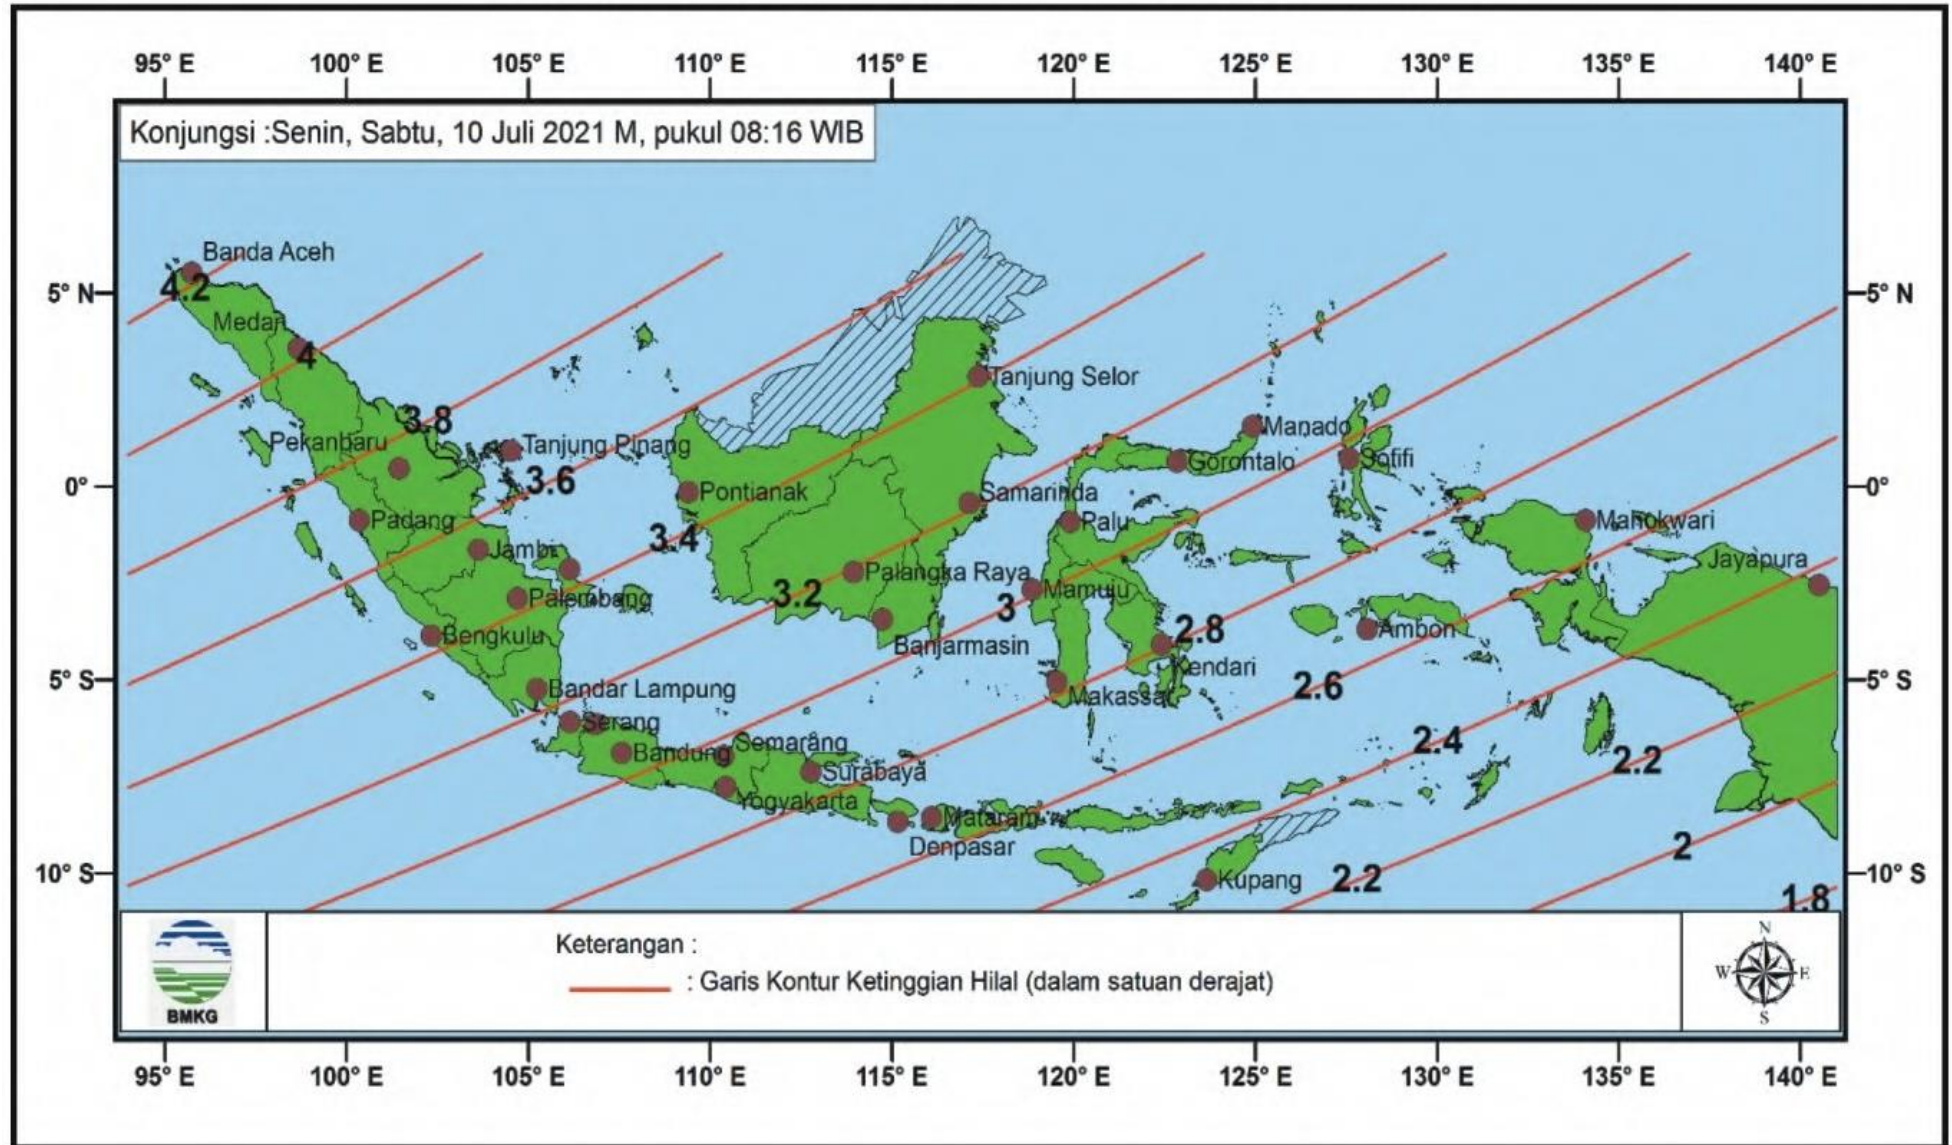 95° E 100° E 105° E 110° E 115° E 120° E 125° E 130° E 135° E 140° E
Konjungsi :Senin, Sabtu, 10 Juli 2021 M, pukul 08:16 WIB
Banda Aceh
4.2
5° N
5° N
Medan
4
Tanjung Selor
3.8
Manado
Pekanbaru
Tanjung Pinang
Gorontalo
Sofifi
3.6
0°
0°
Pontianak
Samarinda
Padang
Palu
Manokwari
3.4
Jambi
Jayapura
Palangka Raya
Mamuju
3.2
Palembang
3
Bengkulu
2.8
Ambon
Banjarmasin
Kendari
5° S
5° S
Bandar Lampung
Makassar
2.6
Serang
Semarang
2.4
Bandung
2.2
Surabaya
Yogyakarta
Mataram
Denpasar
2
10° S
10° S
Kupang
2.2
1.8
BMKG
Keterangan :
: Garis Kontur Ketinggian Hilal (dalam satuan derajat)
N
W E
S
95° E 100° E 105° E 110° E 115° E 120° E 125° E 130° E 135° E 140° E